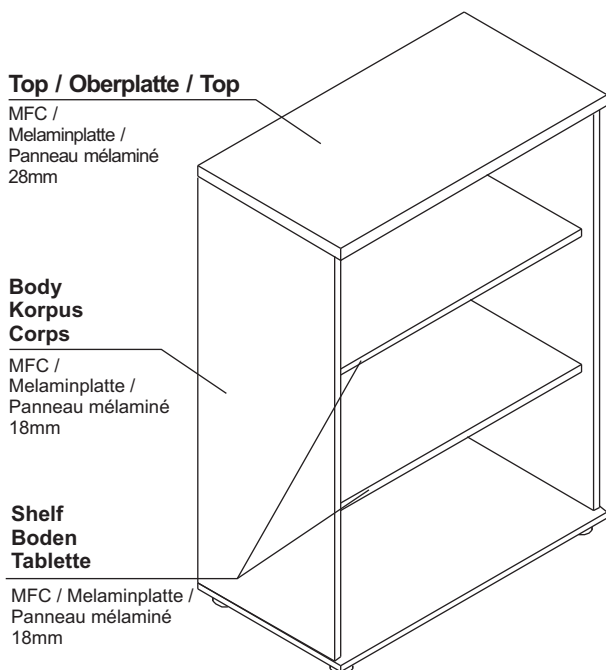 Top / Oberplatte / Top
MFC /
Melaminplatte /
Panneau mélaminé
28mm
Body
Korpus
Corps
MFC /
Melaminplatte /
Panneau mélaminé
18mm
Shelf
Boden
Tablette
MFC / Melaminplatte /
Panneau mélaminé
18mm